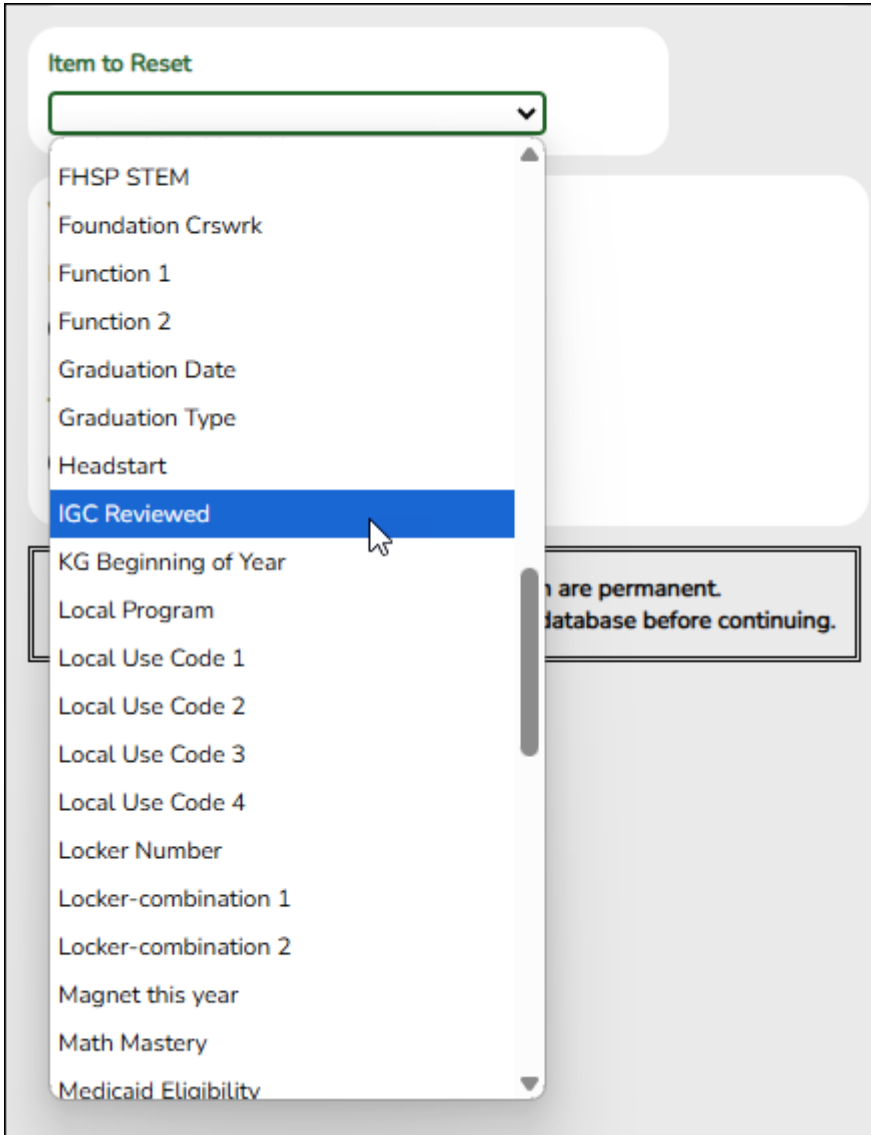 Item to Reset
FHSP STEM
Foundation Crswrk
Function 1
Function 2
Graduation Date
Graduation Type
Headstart
IGC Reviewed
KG Beginning of Year
are permanent.
Local Program
database before continuing.
Local Use Code 1
Local Use Code 2
Local Use Code 3
Local Use Code 4
Locker Number
Locker-combination 1
Locker-combination 2
Magnet this year
Math Mastery
Medicaid Eligibility